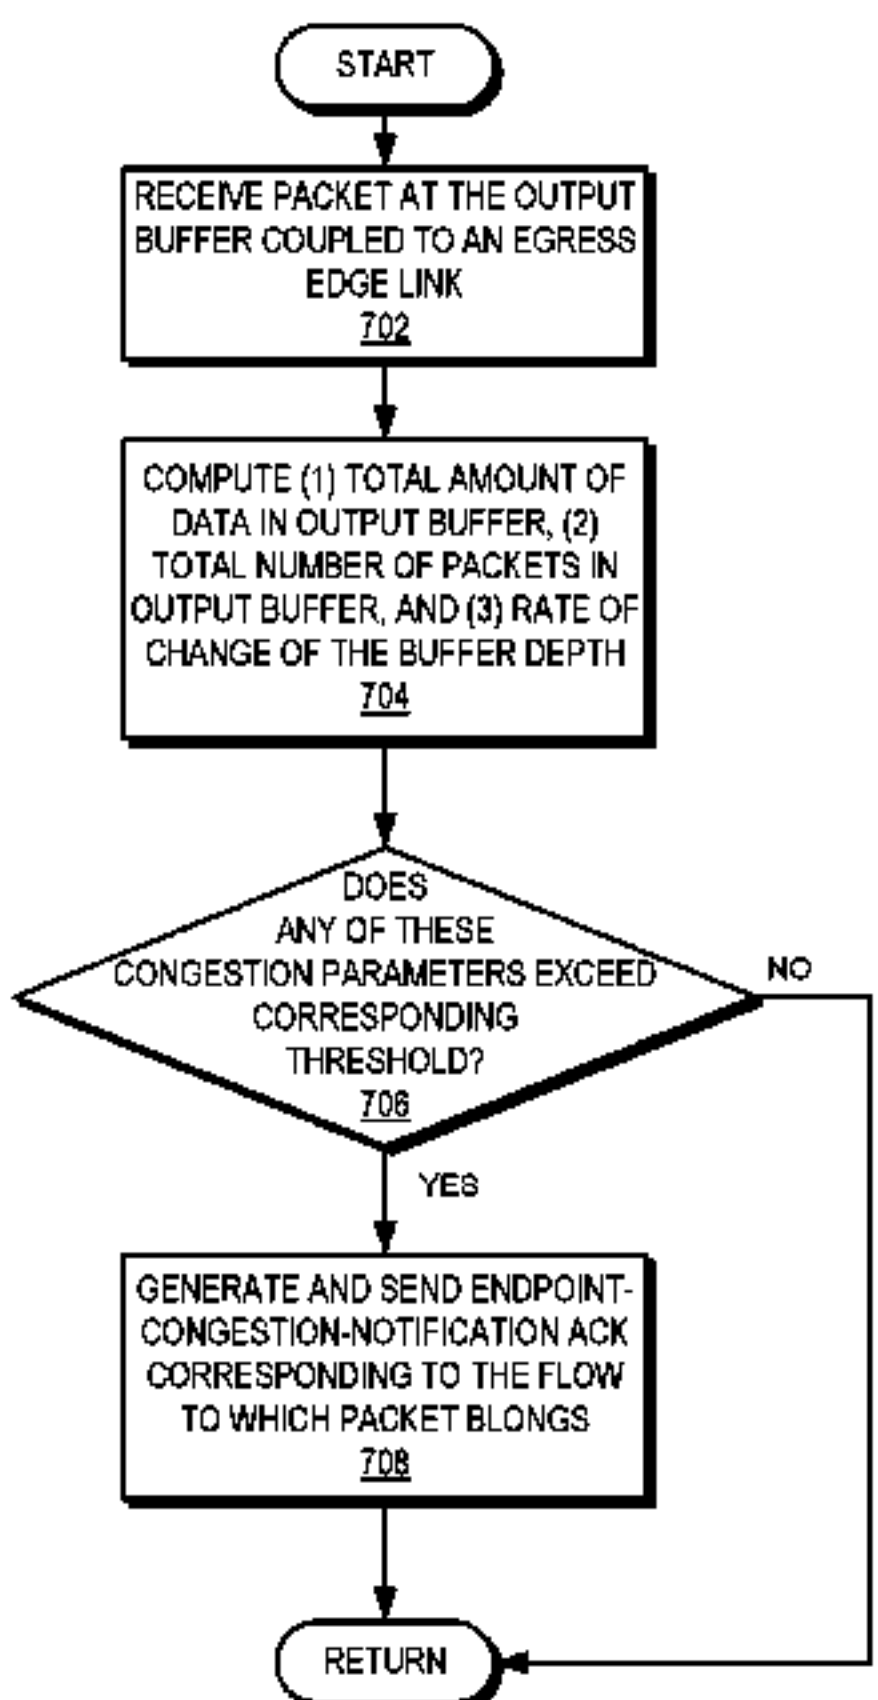 START
RECEIVE PACKET AT THE OUTPUT
BUFFER COUPLED TO AN EGRESS
EDGE LINK
702
COMPUTE (1) TOTAL AMOUNT OF
DATA IN OUTPUT BUFFER, (2)
TOTAL NUMBER OF PACKETS IN
OUTPUT BUFFER, AND (3) RATE OF
CHANGE OF THE BUFFER DEPTH
704
DOES
ANY OF THESE
CONGESTION PARAMETERS EXCEED
CORRESPONDING
THRESHOLD?
706
NO
YES
GENERATE AND SEND ENDPOINT-
CONGESTION-NOTIFICATION ACK
CORRESPONDING TO THE FLOW
TO WHICH PACKET BLONGS
708
RETURN